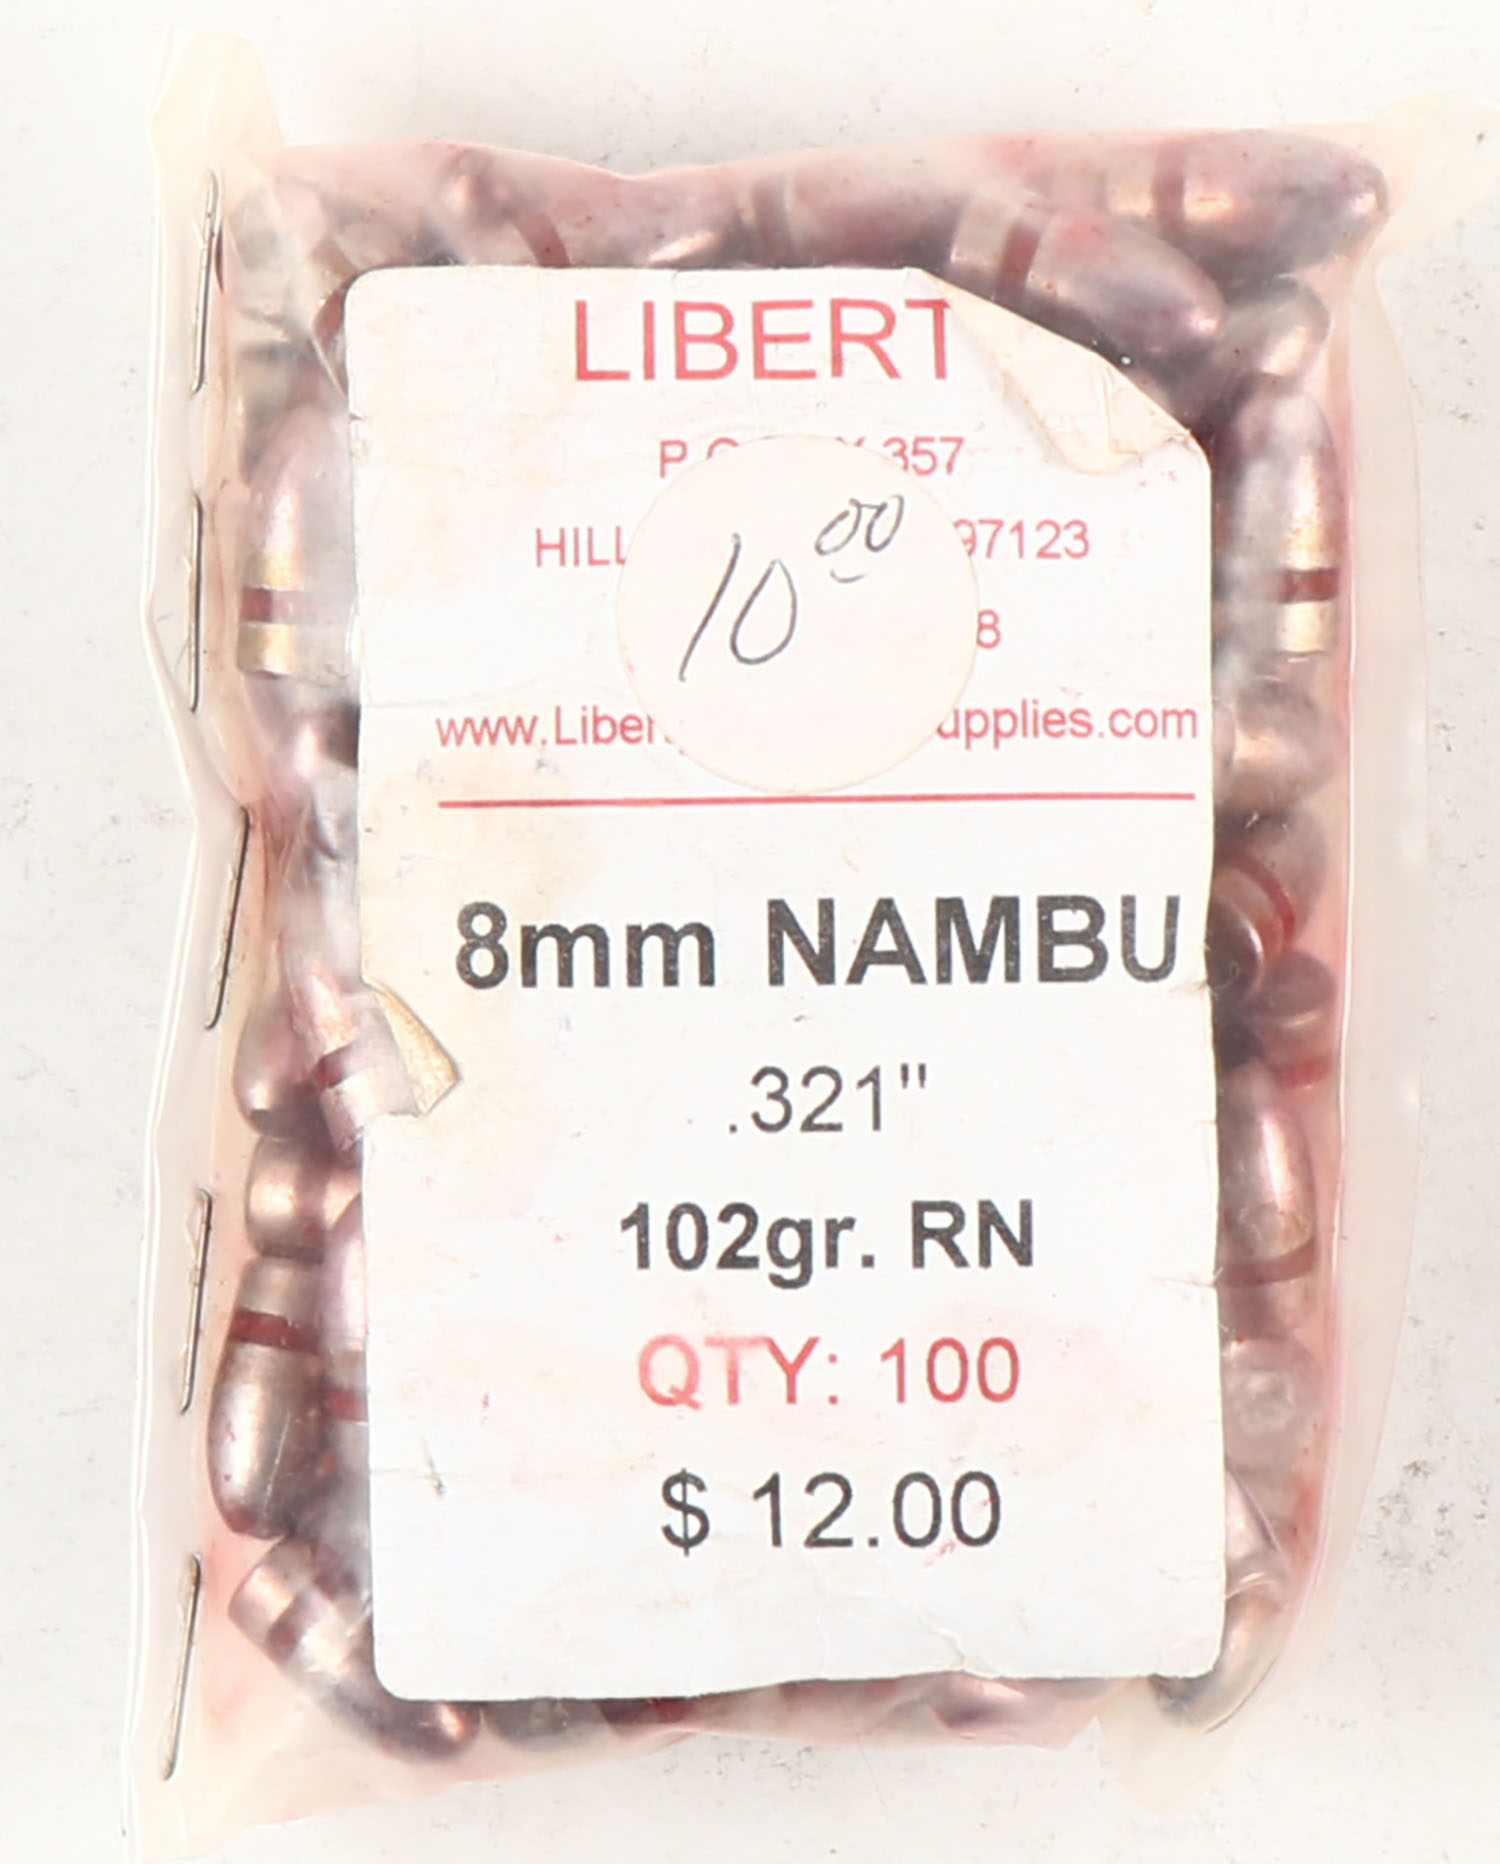 LIBERT
357
10 00
97123
8
www.Liber upplies.com
8mm NAMBU
.321"
102gr. RN
QTY: 100
$ 12.00